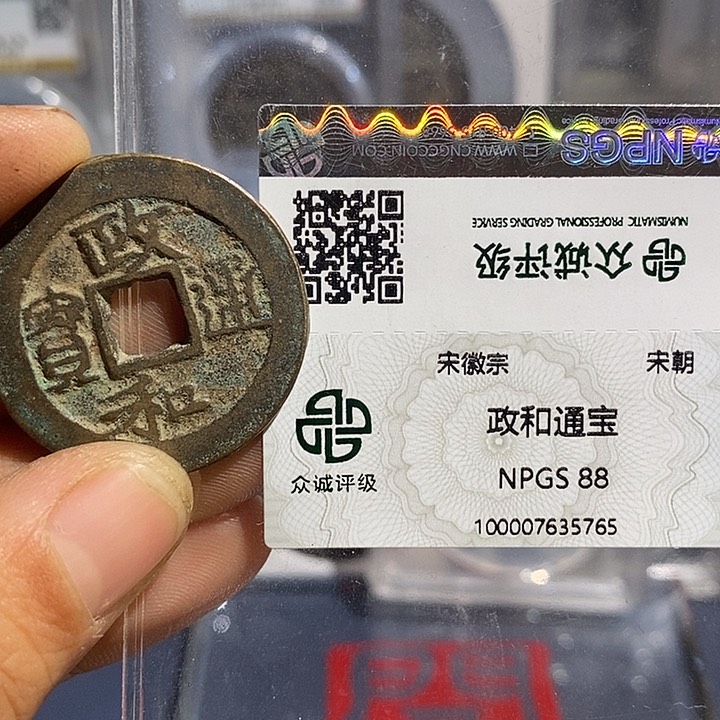 政和通寳
WWW.CNGCCOIN.COM
NPGS
NUMISMATIC PROFESSIONAL GRADING SERVICE
众诚评级
宋徽宗 宋朝
政和通宝
众诚评级
NPGS 88
100007635765